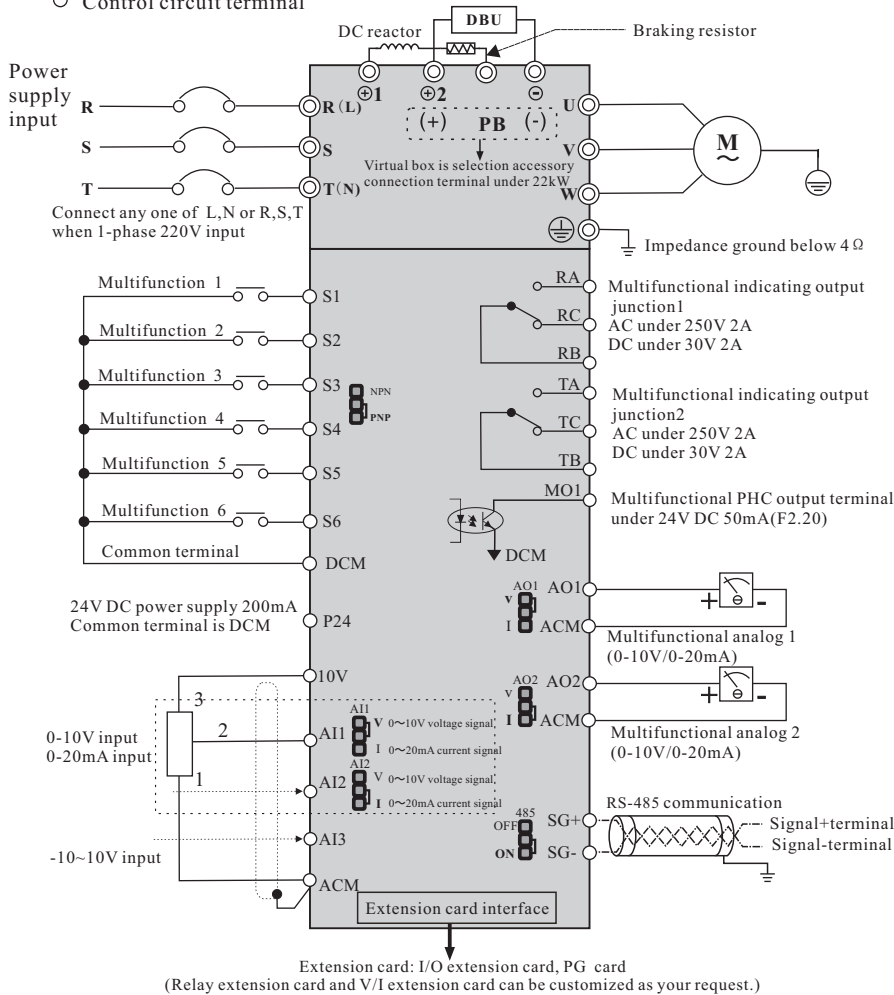 Control circuit terminal
DBU
DC reactor
Braking resistor
Power
supply
input
⊕1
⊕2
⊖
R
R(L)
(+) PB (-)
U
S
S
Virtual box is selection accessory
connection terminal under 22kW
V
M
~
T
T(N)
W
Connect any one of L,N or R,S,T
when 1-phase 220V input
Impedance ground below 4Ω
Multifunction 1
S1
Multifunction 2
S2
Multifunction 3
S3
Multifunction 4
S4
Multifunction 5
S5
Multifunction 6
S6
Common terminal
DCM
NPN
PNP
RA
RC
RB
Multifunctional indicating output
junction1
AC under 250V 2A
DC under 30V 2A
TA
TC
TB
Multifunctional indicating output
junction2
AC under 250V 2A
DC under 30V 2A
MO1
Multifunctional PHC output terminal
under 24V DC 50mA(F2.20)
DCM
24V DC power supply 200mA
Common terminal is DCM
P24
AO1
V
I
AO1
ACM
+ -
Multifunctional analog 1
(0-10V/0-20mA)
AO2
V
I
AO2
ACM
+ -
Multifunctional analog 2
(0-10V/0-20mA)
10V
3
2
1
0-10V input
0-20mA input
AI1
AI1
V 0～10V voltage signal
I 0～20mA current signal
AI2
AI2
V 0～10V voltage signal
I 0～20mA current signal
AI3
-10~10V input
ACM
485
OFF
ON
SG+
SG-
RS-485 communication
Signal+terminal
Signal-terminal
Extension card interface
Extension card: I/O extension card, PG card
(Relay extension card and V/I extension card can be customized as your request.)